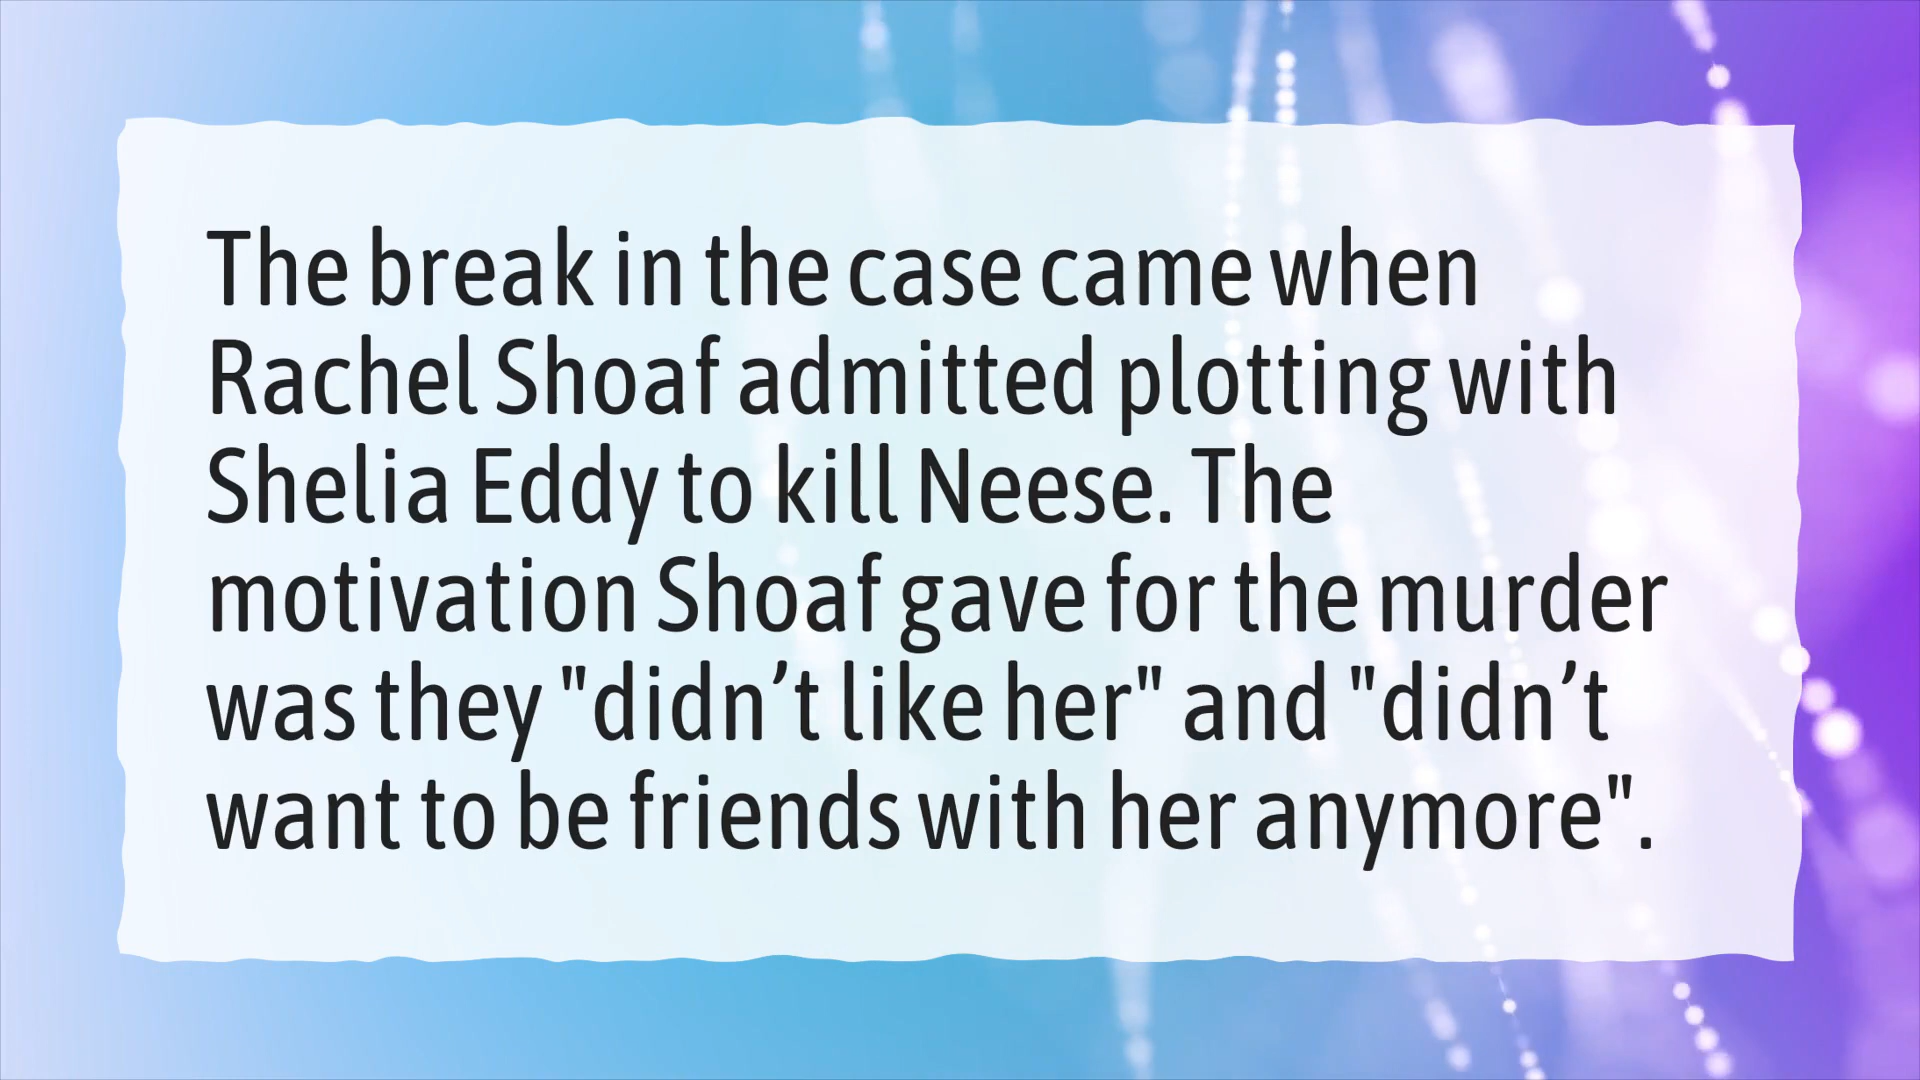 The break in the case came when
Rachel Shoaf admitted plotting with
Shelia Eddy to kill Neese. The
motivation Shoaf gave for the murder
was they "didn’t like her" and "didn’t
want to be friends with her anymore".